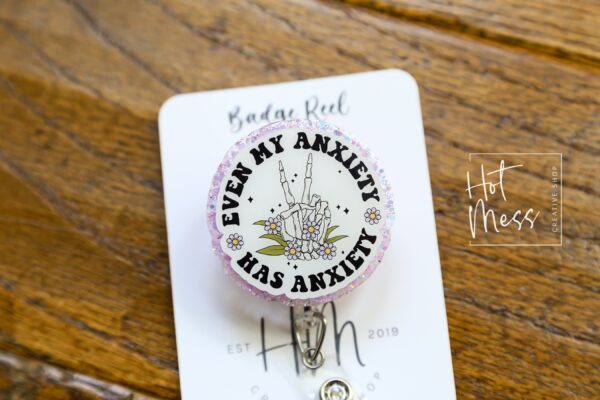 Badge Reel
EVEN MY ANXIETY
HAS ANXIETY
EST HM 2019
Hot
Mess
CREATIVE SHOP